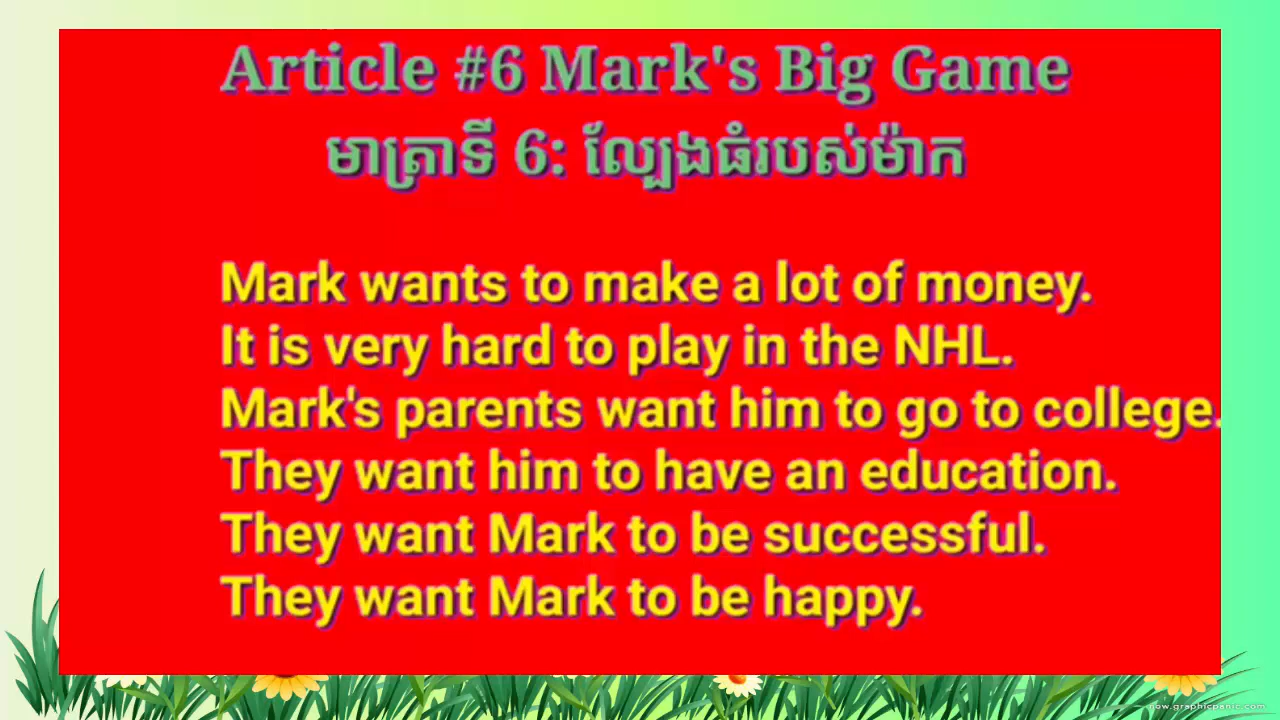 Article #6 Mark's Big Game
មាត្រាទី 6: ល្បែងធំរបស់ម៉ាក
Mark wants to make a lot of money.
It is very hard to play in the NHL.
Mark's parents want him to go to college.
They want him to have an education.
They want Mark to be successful.
They want Mark to be happy.